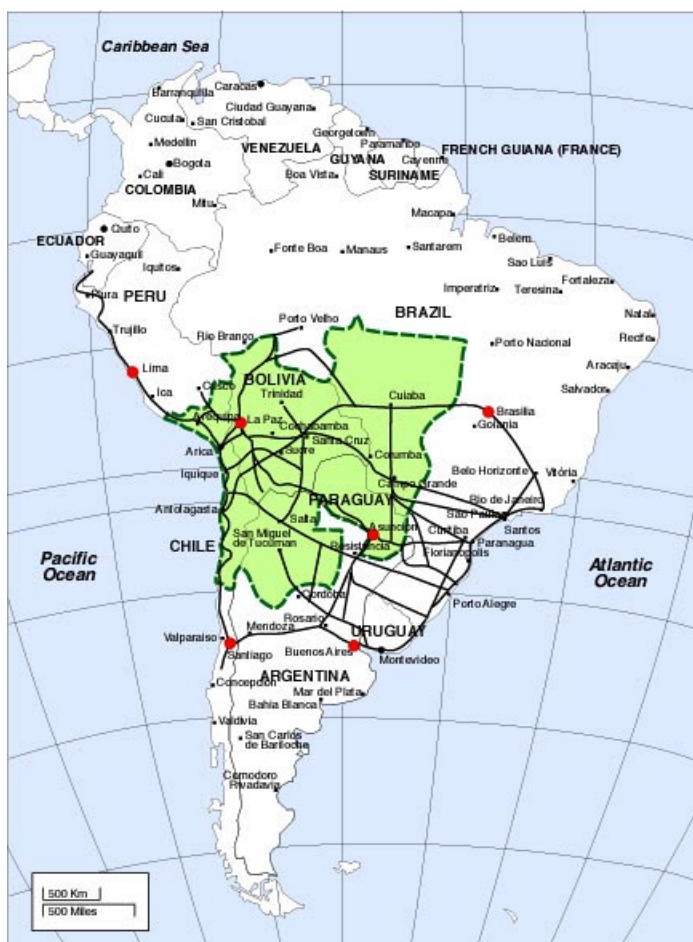 Caribbean Sea
Barranquilla
Caracas
Ciudad Guayana
Cucuta
San Cristobal
Georgetown
Paramaribo
Medellin
VENEZUELA
Cayenne
FRENCH GUIANA (FRANCE)
Bogota
GUYANA
Cali
Boa Vista
SURINAME
COLOMBIA
Mitu
Macapa
Quito
ECUADOR
Belem
Guayaquil
Fonte Boa
Manaus
Santarem
Sao Luis
Iquitos
Fortaleza
Piura
PERU
Imperatriz
Teresina
BRAZIL
Natal
Trujillo
Porto Velho
Rio Branco
Porto Nacional
Recife
Lima
Aracaju
BOLIVIA
Cusco
Ica
Trinidad
Cuiaba
Salvador
Arequipa
La Paz
Brasilia
Cochabamba
Goiania
Santa Cruz
Arica
Sucre
Corumba
Iquique
Belo Horizonte
Vitória
Campo Grande
PARAGUAY
Rio de Janeiro
Antofagasta
Sao Paulo
Salta
Asuncion
Santos
San Miguel
de Tucuman
Curitiba
Paranagua
CHILE
Resistencia
Florianopolis
Pacific
Ocean
Atlantic
Ocean
Cordoba
Porto Alegre
Rosario
Mendoza
URUGUAY
Valparaiso
Santiago
Buenos Aires
Montevideo
ARGENTINA
Concepcion
Mar del Plata
Bahia Blanca
Valdivia
San Carlos
de Bariloche
Comodoro
Rivadavia
500 Km
500 Miles